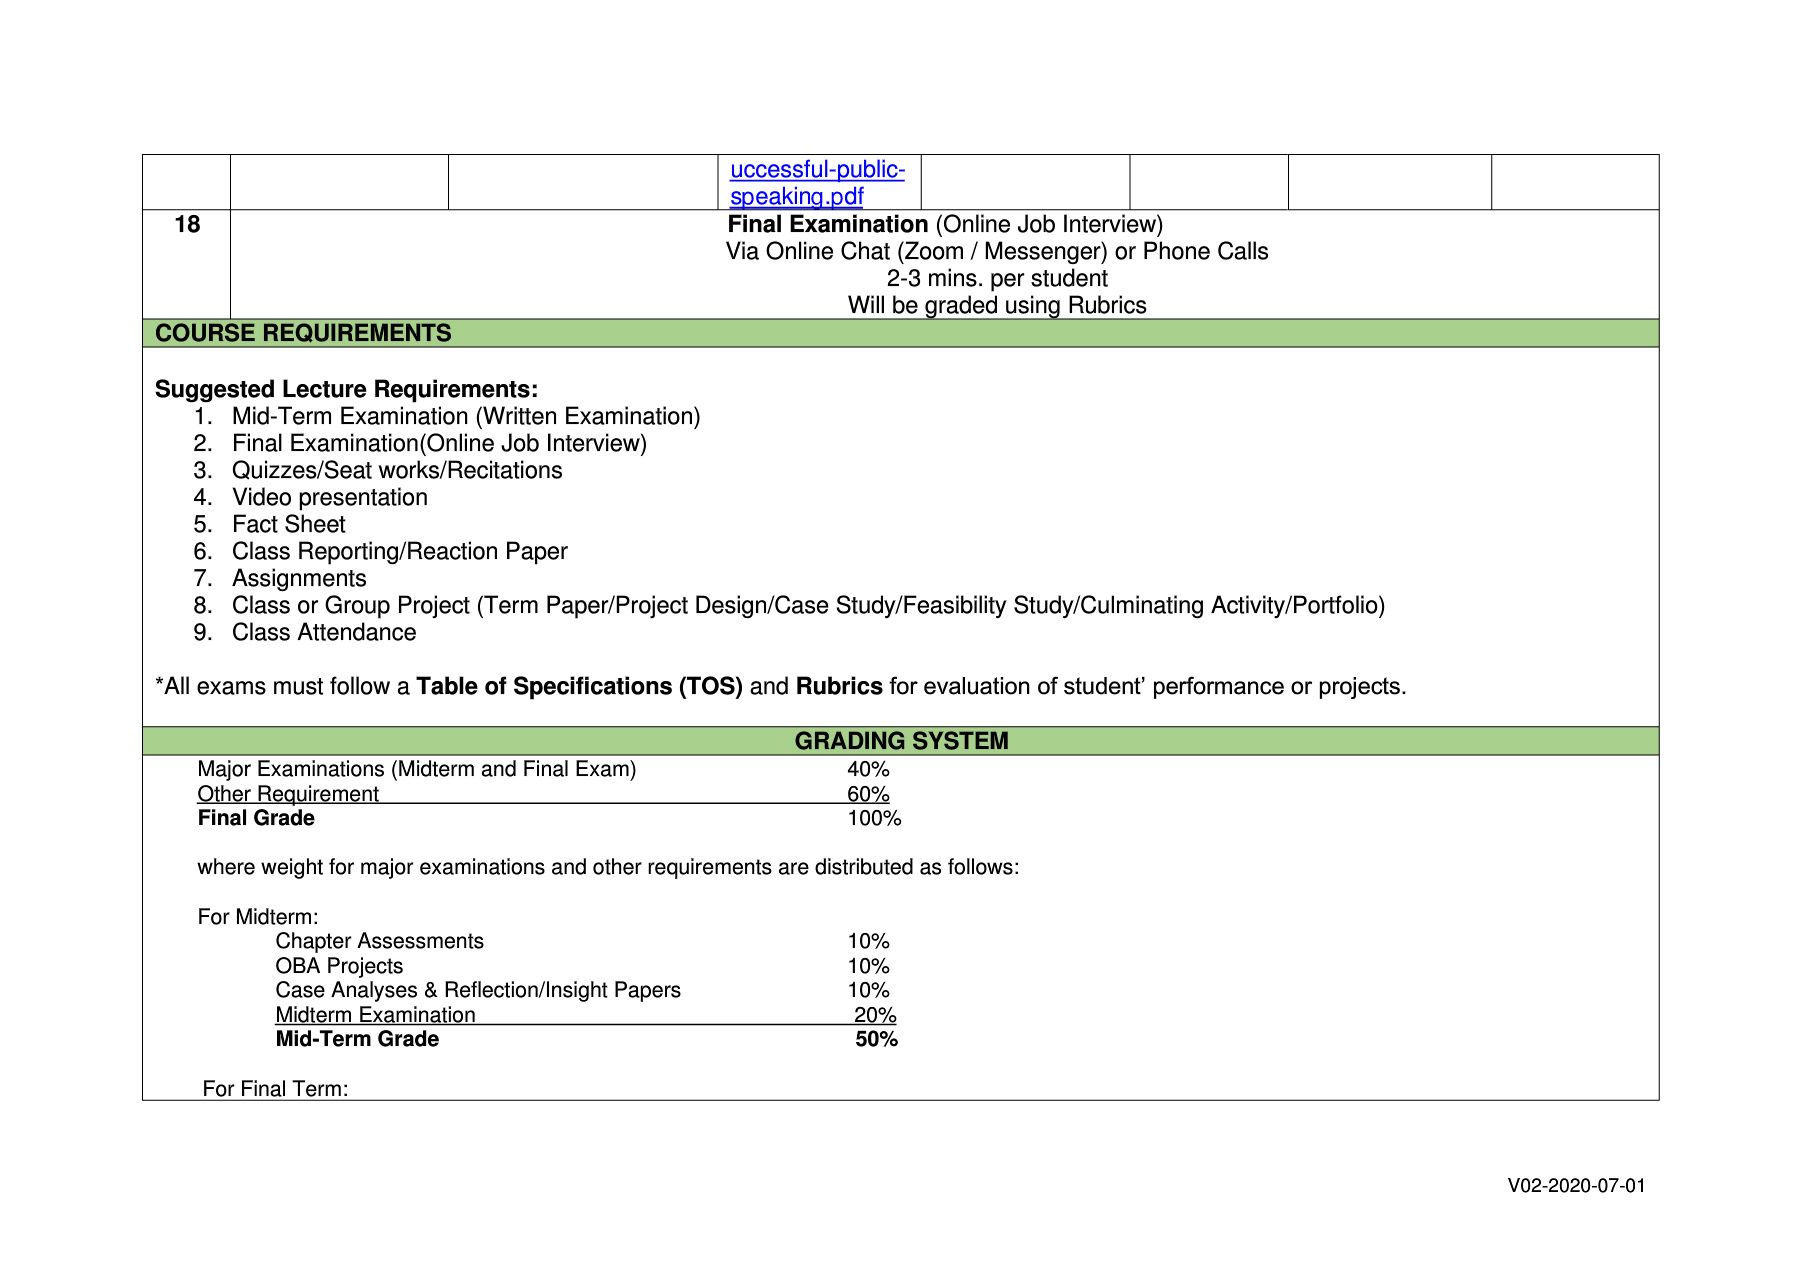 uccessful-public-
speaking.pdf
18
Final Examination (Online Job Interview)
Via Online Chat (Zoom / Messenger) or Phone Calls
2-3 mins. per student
Will be graded using Rubrics
COURSE REQUIREMENTS
Suggested Lecture Requirements:
1. Mid-Term Examination (Written Examination)
2. Final Examination(Online Job Interview)
3. Quizzes/Seat works/Recitations
4. Video presentation
5. Fact Sheet
6. Class Reporting/Reaction Paper
7. Assignments
8. Class or Group Project (Term Paper/Project Design/Case Study/Feasibility Study/Culminating Activity/Portfolio)
9. Class Attendance
*All exams must follow a Table of Specifications (TOS) and Rubrics for evaluation of student’ performance or projects.
GRADING SYSTEM
Major Examinations (Midterm and Final Exam) 40%
Other Requirement 60%
Final Grade 100%
where weight for major examinations and other requirements are distributed as follows:
For Midterm:
Chapter Assessments 10%
OBA Projects 10%
Case Analyses & Reflection/Insight Papers 10%
Midterm Examination 20%
Mid-Term Grade 50%
For Final Term:
V02-2020-07-01